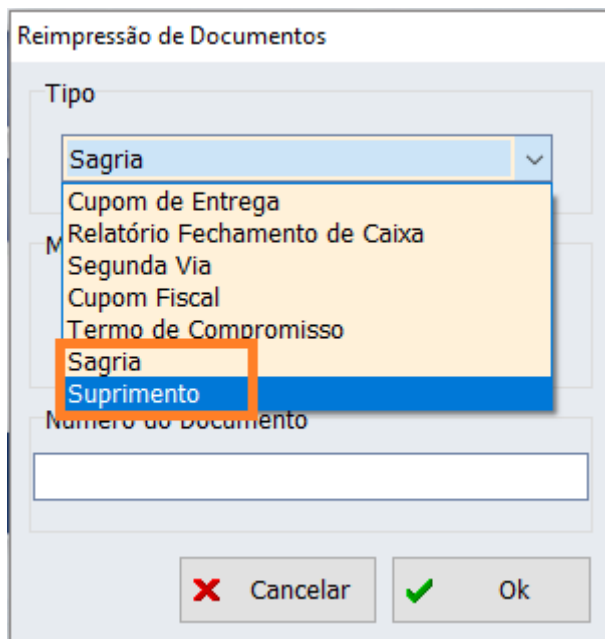 Reimpressão de Documentos
Tipo
Sagria
Cupom de Entrega
Relatório Fechamento de Caixa
Segunda Via
Cupom Fiscal
Termo de Compromisso
Sagria
Suprimento
Número do Documento
Cancelar
Ok